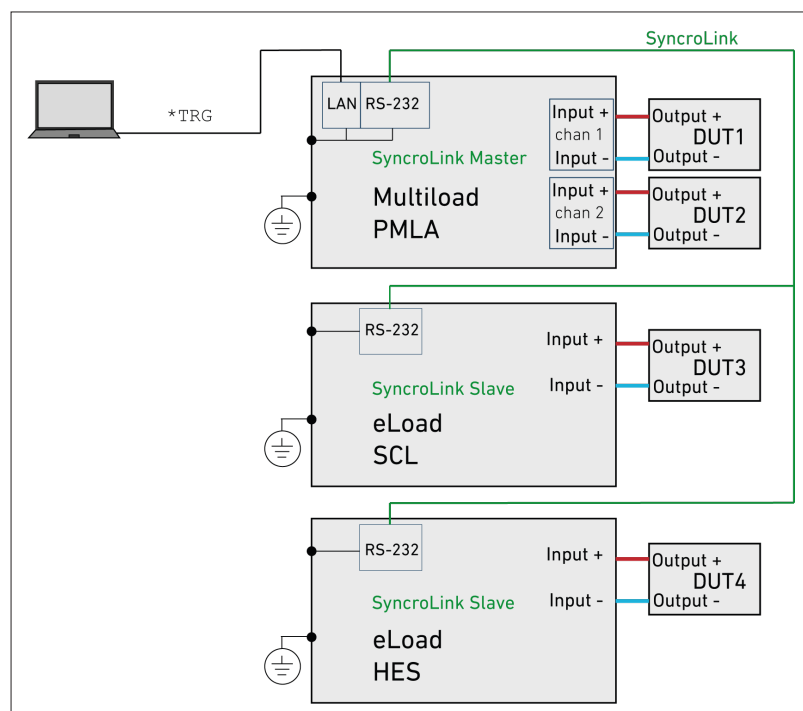 SyncroLink
*TRG
LAN RS-232
SyncroLink Master
Multiload
PMLA
Input +
chan 1
Input -
Output +
DUT1
Output -
Input +
chan 2
Input -
Output +
DUT2
Output -
RS-232
SyncroLink Slave
eLoad
SCL
Input +
Input -
Output +
DUT3
Output -
RS-232
SyncroLink Slave
eLoad
HES
Input +
Input -
Output +
DUT4
Output -